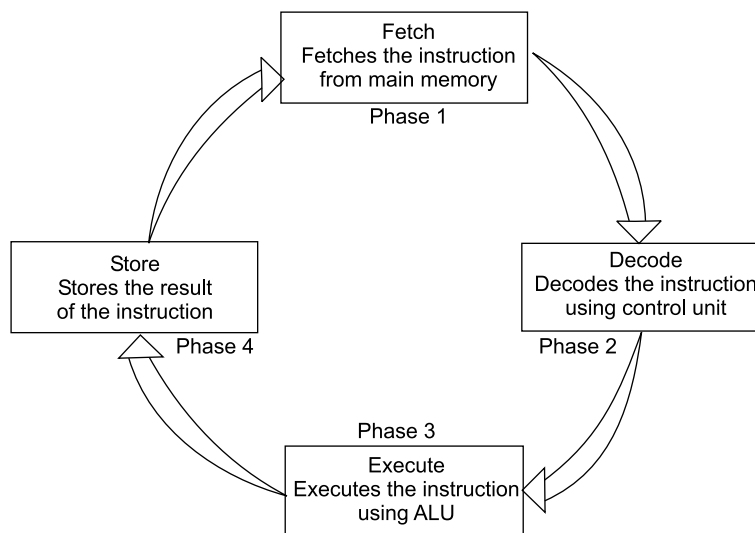 Fetch
Fetches the instruction
from main memory
Phase 1
Decode
Decodes the instruction
using control unit
Phase 2
Phase 3
Execute
Executes the instruction
using ALU
Store
Stores the result
of the instruction
Phase 4